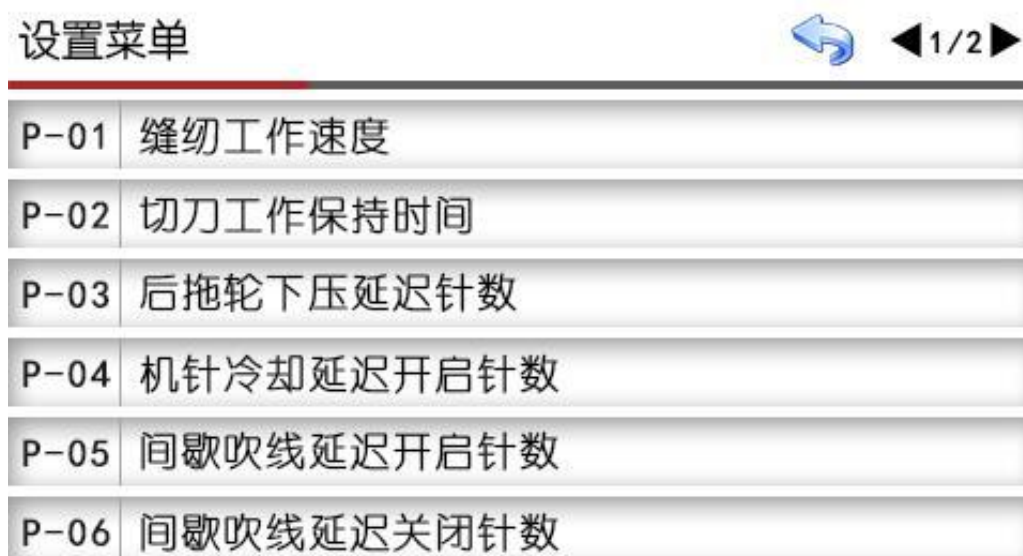 设置菜单 ◀1/2▶
P-01 缝纫工作速度
P-02 切刀工作保持时间
P-03 后拖轮下压延迟针数
P-04 机针冷却延迟开启针数
P-05 间歇吹线延迟开启针数
P-06 间歇吹线延迟关闭针数